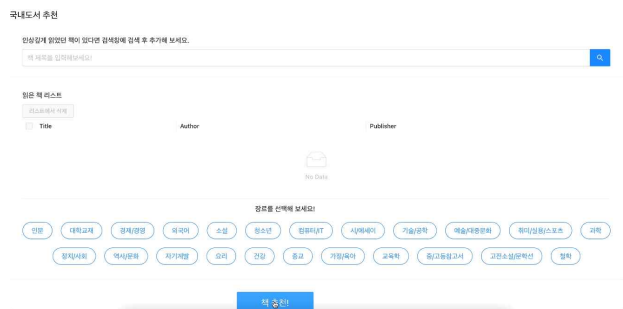 국내도서 추천
인상깊게 읽었던 책이 있다면 검색창에 검색 후 추가해 보세요.
책 제목을 입력해보세요!
읽은 책 리스트
리스트에서 삭제
Title Author Publisher
No Data
장르를 선택해 보세요!
인문 대학교재 경제/경영 외국어 소설 청소년 컴퓨터/IT 시/에세이 기술/공학 예술/대중문화 취미/실용/스포츠 과학
정치/사회 역사/문화 자기계발 요리 건강 종교 가정/육아 교육학 중/고등참고서 고전소설/문학선 철학
책 추천!